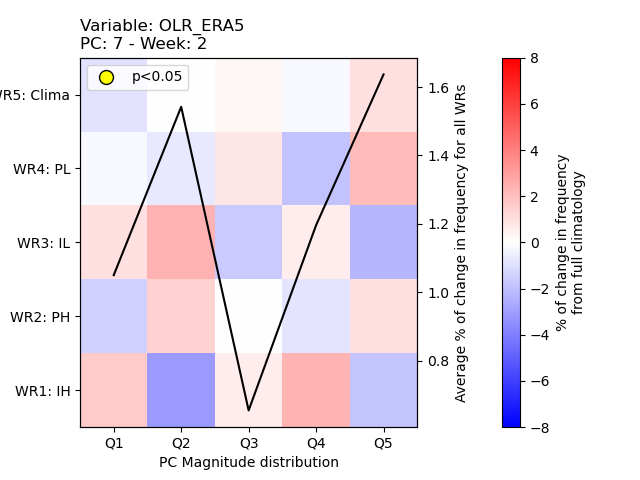 Variable: OLR_ERA5
PC: 7 - Week: 2
p<0.05
WR5: Clima
WR4: PL
WR3: IL
WR2: PH
WR1: IH
Q1 Q2 Q3 Q4 Q5
PC Magnitude distribution
1.6
1.4
1.2
1.0
0.8
Average % of change in frequency for all WRs
8
6
4
2
0
−2
−4
−6
−8
% of change in frequency
from full climatology